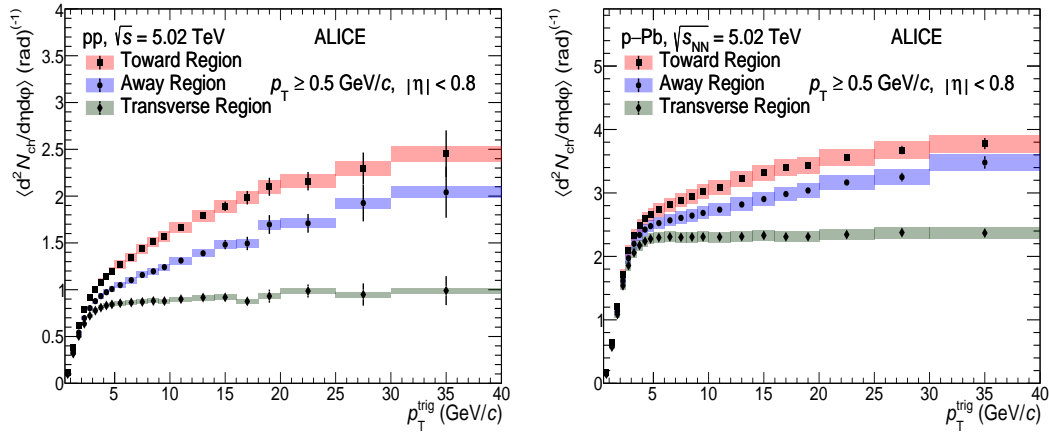 pp, √s = 5.02 TeV ALICE
Toward Region
Away Region p_T ≥ 0.5 GeV/c, |η| < 0.8
Transverse Region
⟨d²N_ch/dηdφ⟩ (rad)^(-1)
4
3.5
3
2.5
2
1.5
1
0.5
0
5 10 15 20 25 30 35 40
p_T^trig (GeV/c)
p–Pb, √s_NN = 5.02 TeV ALICE
Toward Region
Away Region p_T ≥ 0.5 GeV/c, |η| < 0.8
Transverse Region
⟨d²N_ch/dηdφ⟩ (rad)^(-1)
5
4
3
2
1
0
5 10 15 20 25 30 35 40
p_T^trig (GeV/c)